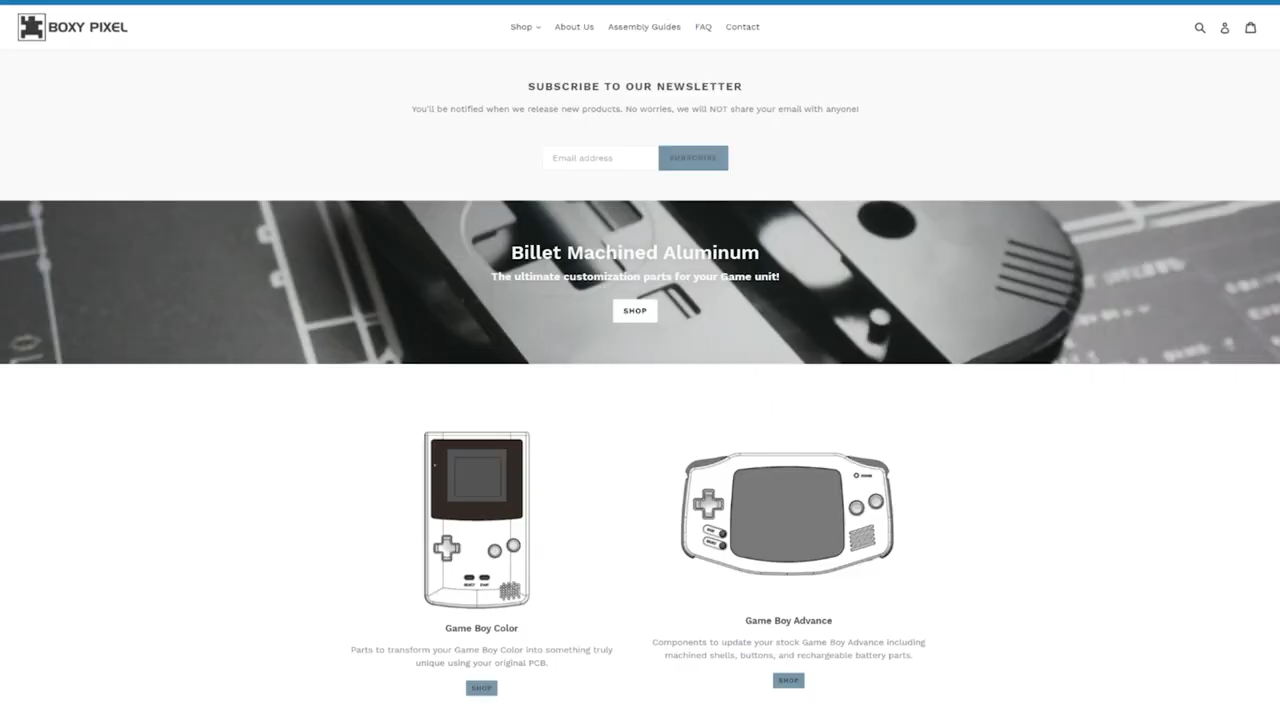 BOXY PIXEL
Shop
About Us
Assembly Guides
FAQ
Contact
SUBSCRIBE TO OUR NEWSLETTER
You'll be notified when we release new products. No worries, we will NOT share your email with anyone!
Email address
SUBSCRIBE
Billet Machined Aluminum
The ultimate customization parts for your Game unit!
SHOP
SELECT START
Game Boy Color
Parts to transform your Game Boy Color into something truly
unique using your original PCB.
SHOP
Game Boy Advance
Components to update your stock Game Boy Advance including
machined shells, buttons, and rechargeable battery parts.
SHOP